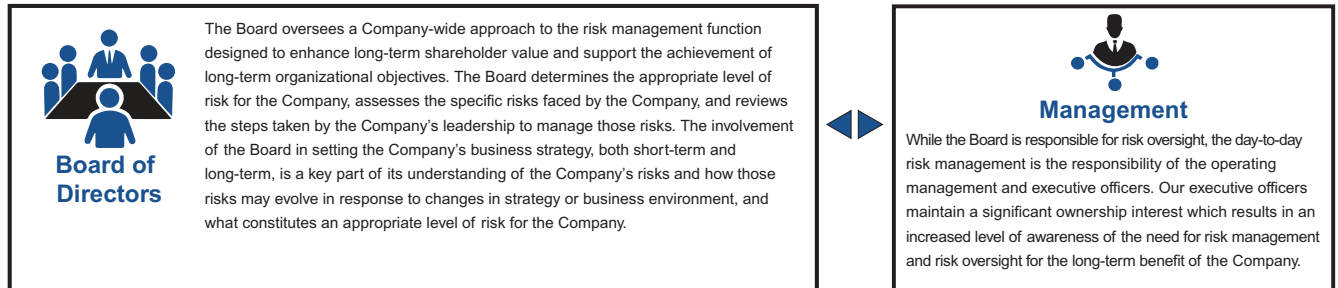 Board of
Directors
The Board oversees a Company-wide approach to the risk management function
designed to enhance long-term shareholder value and support the achievement of
long-term organizational objectives. The Board determines the appropriate level of
risk for the Company, assesses the specific risks faced by the Company, and reviews
the steps taken by the Company’s leadership to manage those risks. The involvement
of the Board in setting the Company’s business strategy, both short-term and
long-term, is a key part of its understanding of the Company’s risks and how those
risks may evolve in response to changes in strategy or business environment, and
what constitutes an appropriate level of risk for the Company.
Management
While the Board is responsible for risk oversight, the day-to-day
risk management is the responsibility of the operating
management and executive officers. Our executive officers
maintain a significant ownership interest which results in an
increased level of awareness of the need for risk management
and risk oversight for the long-term benefit of the Company.